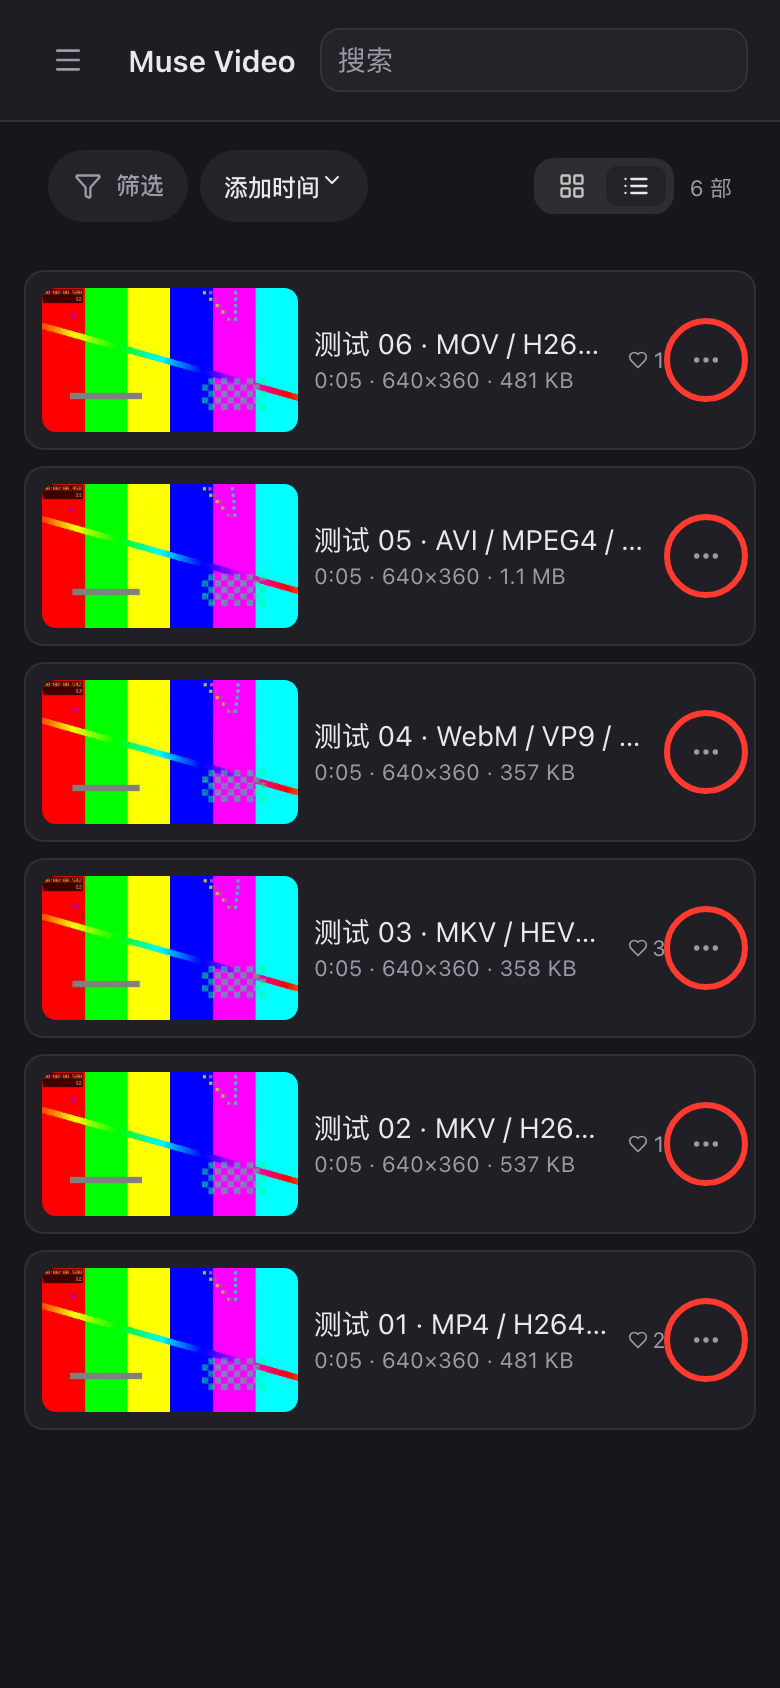 Muse Video
搜索
筛选
添加时间
6 部
测试 06 · MOV / H26...
0:05 · 640×360 · 481 KB
1
测试 05 · AVI / MPEG4 / ...
0:05 · 640×360 · 1.1 MB
测试 04 · WebM / VP9 / ...
0:05 · 640×360 · 357 KB
测试 03 · MKV / HEV...
0:05 · 640×360 · 358 KB
3
测试 02 · MKV / H26...
0:05 · 640×360 · 537 KB
1
测试 01 · MP4 / H264...
0:05 · 640×360 · 481 KB
2